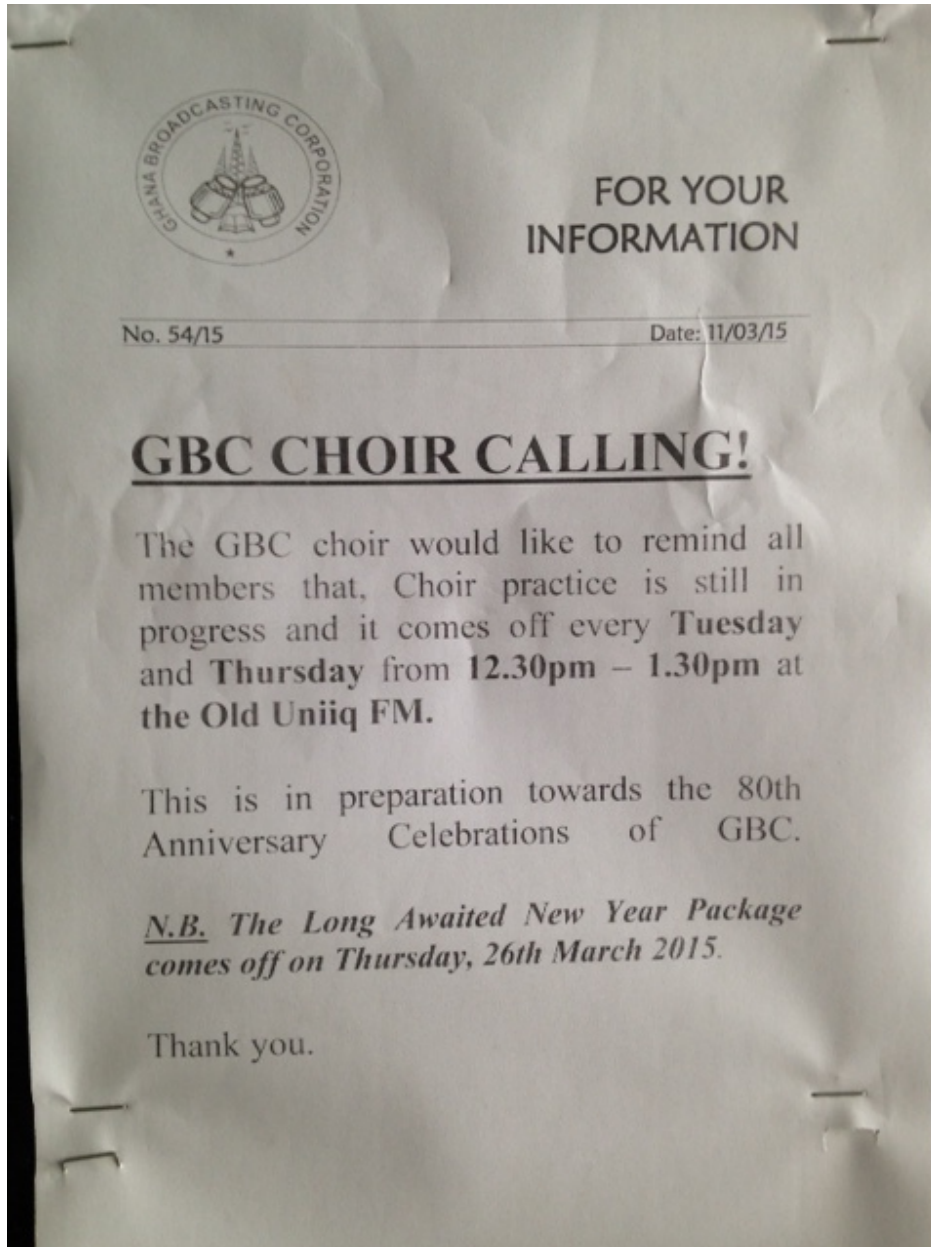 GHANA BROADCASTING CORPORATION
FOR YOUR
INFORMATION
No. 54/15 Date: 11/03/15
GBC CHOIR CALLING!
The GBC choir would like to remind all
members that, Choir practice is still in
progress and it comes off every Tuesday
and Thursday from 12.30pm – 1.30pm at
the Old Uniiq FM.
This is in preparation towards the 80th
Anniversary Celebrations of GBC.
N.B. The Long Awaited New Year Package
comes off on Thursday, 26th March 2015.
Thank you.